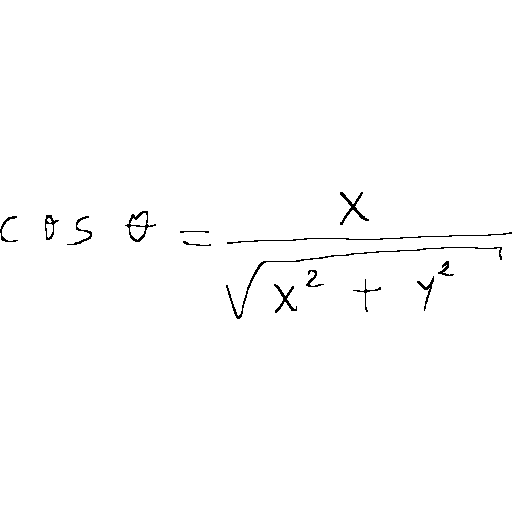 cos θ = x / √(x² + y²)